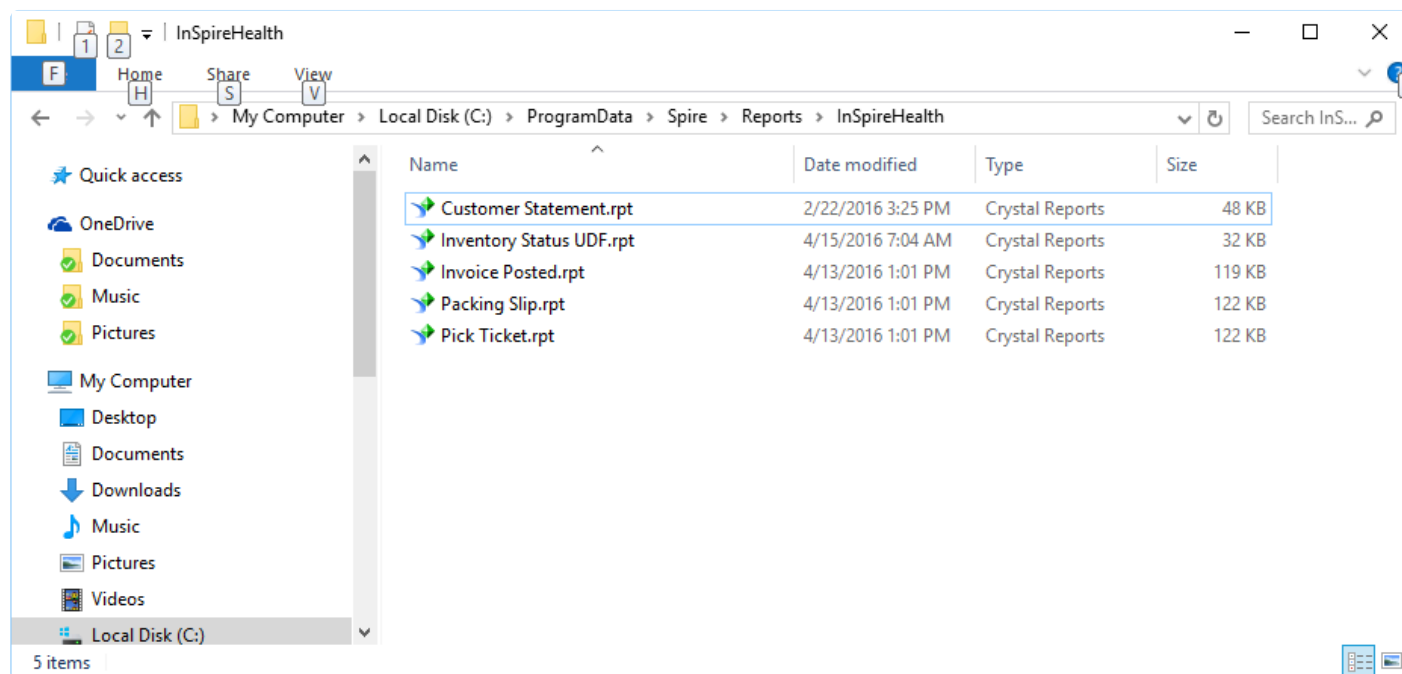 InSpireHealth
1 2
F Home Share View
H S V
My Computer > Local Disk (C:) > ProgramData > Spire > Reports > InSpireHealth Search InS...
Name Date modified Type Size
Quick access
OneDrive
Documents
Music
Pictures
My Computer
Desktop
Documents
Downloads
Music
Pictures
Videos
Local Disk (C:)
Customer Statement.rpt 2/22/2016 3:25 PM Crystal Reports 48 KB
Inventory Status UDF.rpt 4/15/2016 7:04 AM Crystal Reports 32 KB
Invoice Posted.rpt 4/13/2016 1:01 PM Crystal Reports 119 KB
Packing Slip.rpt 4/13/2016 1:01 PM Crystal Reports 122 KB
Pick Ticket.rpt 4/13/2016 1:01 PM Crystal Reports 122 KB
5 items